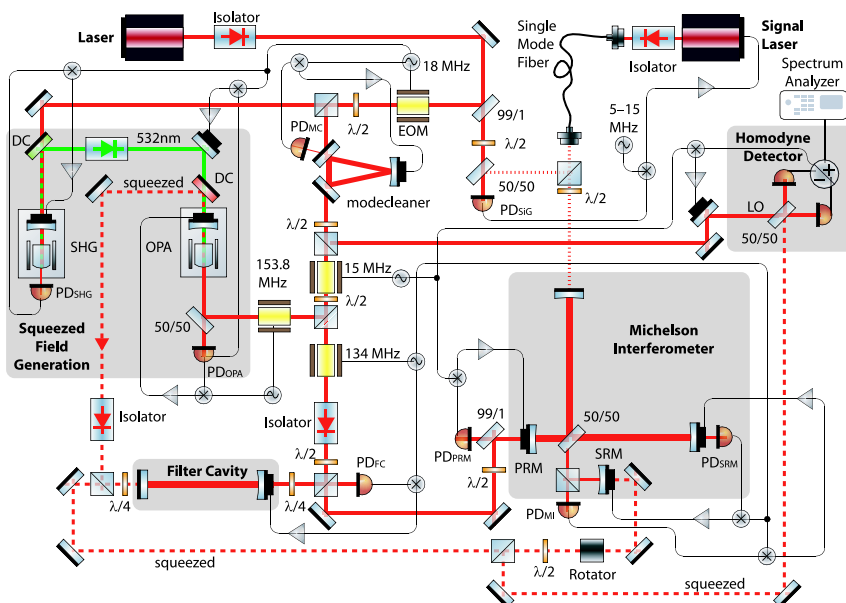 Laser
Isolator
18 MHz
Single
Mode
Fiber
Signal
Laser
Isolator
Spectrum
Analyzer
5–15
MHz
PDMC
λ/2
EOM
99/1
λ/2
DC
532nm
Homodyne
Detector
squeezed
DC
modecleaner
50/50
λ/2
PDSiG
LO
50/50
SHG
OPA
λ/2
153.8
MHz
15 MHz
λ/2
PDSHG
50/50
Squeezed
Field
Generation
PDOPA
134 MHz
Michelson
Interferometer
Isolator
Isolator
99/1
50/50
PDPRM
PRM
SRM
PDSRM
λ/2
PDFC
Filter Cavity
λ/4
λ/4
λ/2
PDMI
squeezed
λ/2
Rotator
squeezed